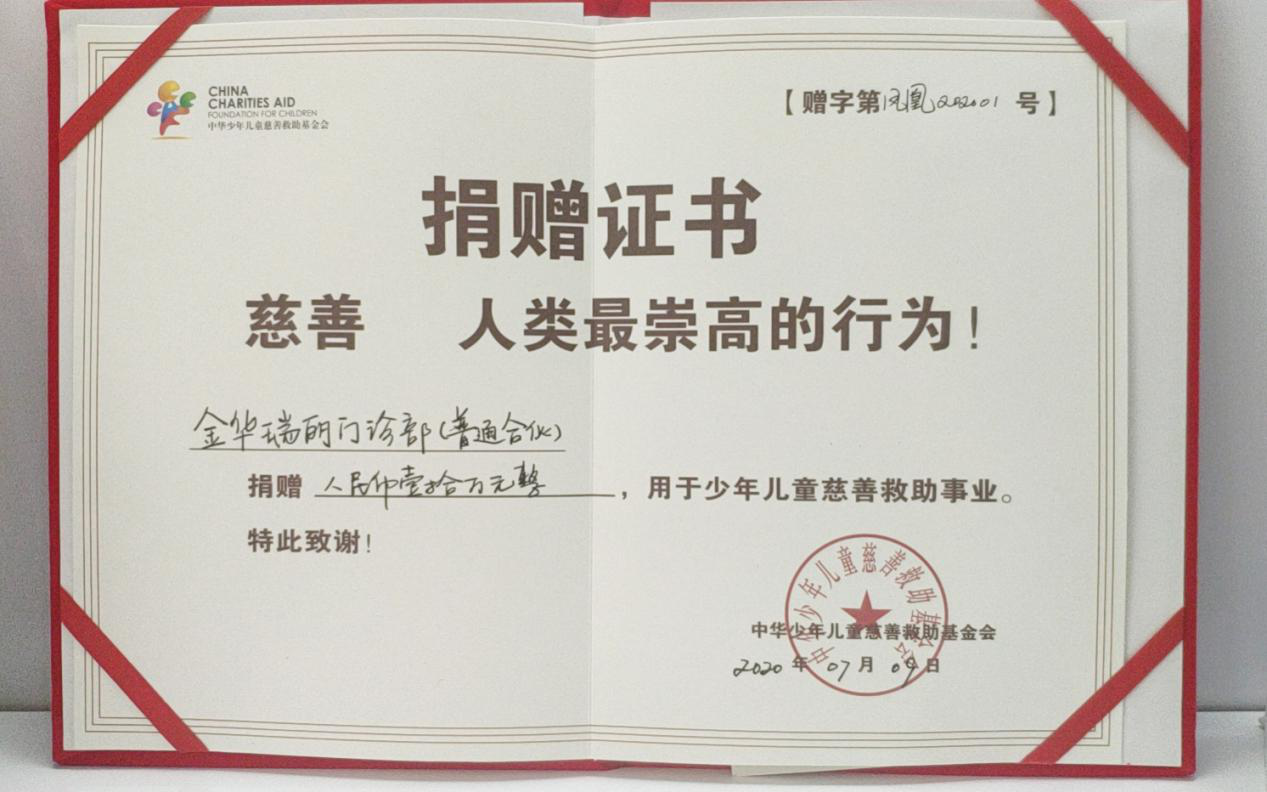 CHINA
CHARITIES AID
FOUNDATION FOR CHILDREN
中华少年儿童慈善救助基金会
【赠字第凤凰202001号】
捐赠证书
慈善 人类最崇高的行为！
金华瑞丽门诊部（普通合伙）
捐赠 人民币壹拾万元整，用于少年儿童慈善救助事业。
特此致谢！
中华少年儿童慈善救助基金会
中华少年儿童慈善救助基金会
2020年07月09日